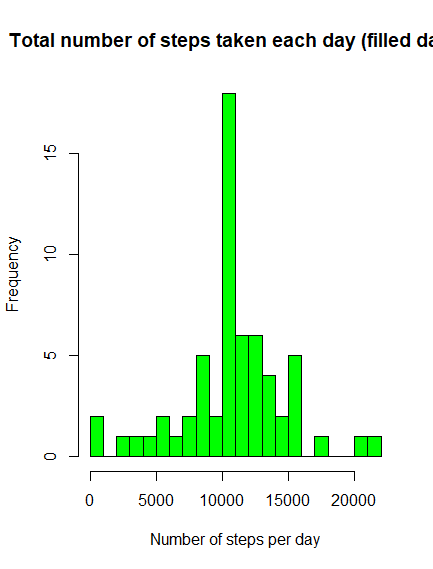 Total number of steps taken each day (filled da
Frequency
15
10
5
0
0 5000 10000 15000 20000
Number of steps per day